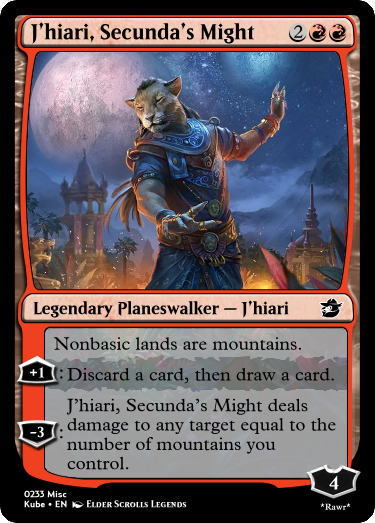 J'hiari, Secunda's Might 2
Legendary Planeswalker — J'hiari
Nonbasic lands are mountains.
+1: Discard a card, then draw a card.
J'hiari, Secunda's Might deals
-3: damage to any target equal to the
number of mountains you
control.
4
0233 Misc
Kube • EN Elder Scrolls Legends
*Rawr*